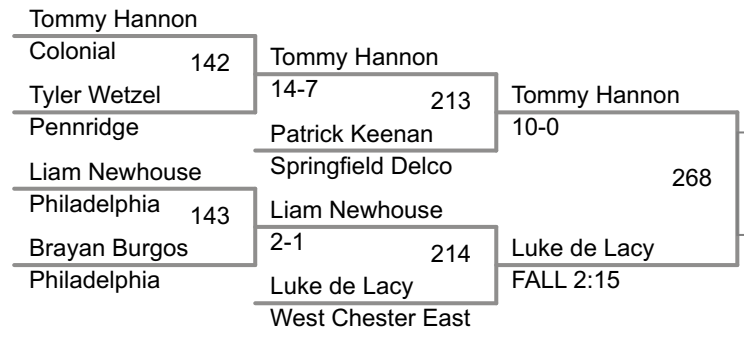 Tommy Hannon
Colonial
142
Tyler Wetzel
Pennridge
Liam Newhouse
Philadelphia
143
Brayan Burgos
Philadelphia
Tommy Hannon
14-7
213
Patrick Keenan
Springfield Delco
Liam Newhouse
2-1
214
Luke de Lacy
West Chester East
Tommy Hannon
10-0
268
Luke de Lacy
FALL 2:15